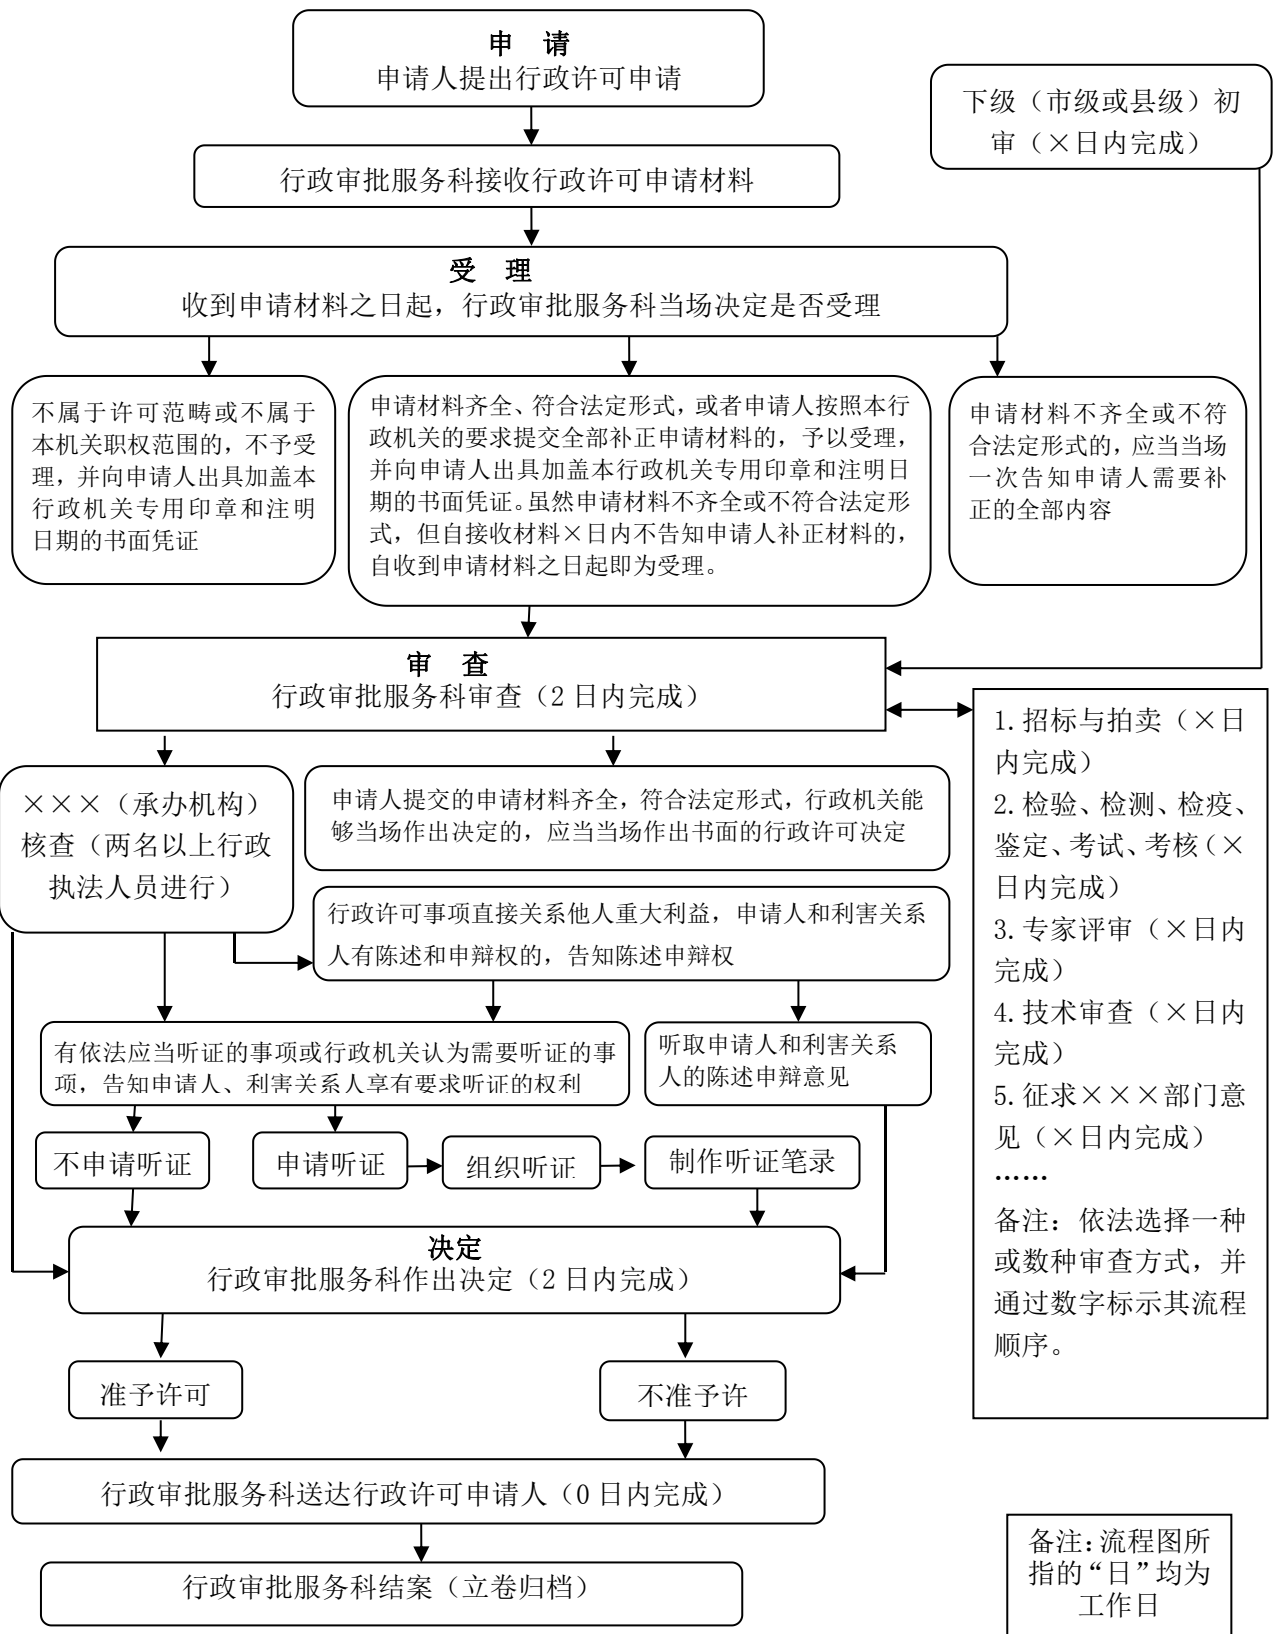 申 请
申请人提出行政许可申请
下级（市级或县级）初
审（×日内完成）
行政审批服务科接收行政许可申请材料
受 理
收到申请材料之日起，行政审批服务科当场决定是否受理
不属于许可范畴或不属于
本机关职权范围的，不予受
理，并向申请人出具加盖本
行政机关专用印章和注明
日期的书面凭证
申请材料齐全、符合法定形式，或者申请人按照本行
政机关的要求提交全部补正申请材料的，予以受理，
并向申请人出具加盖本行政机关专用印章和注明日
期的书面凭证。虽然申请材料不齐全或不符合法定形
式，但自接收材料×日内不告知申请人补正材料的，
自收到申请材料之日起即为受理。
申请材料不齐全或不符
合法定形式的，应当当场
一次告知申请人需要补
正的全部内容
审 查
行政审批服务科审查（2 日内完成）
×××（承办机构）
核查（两名以上行政
执法人员进行）
申请人提交的申请材料齐全，符合法定形式，行政机关能
够当场作出决定的，应当当场作出书面的行政许可决定
行政许可事项直接关系他人重大利益，申请人和利害关系
人有陈述和申辩权的，告知陈述申辩权
有依法应当听证的事项或行政机关认为需要听证的事
项，告知申请人、利害关系人享有要求听证的权利
听取申请人和利害关系
人的陈述申辩意见
不申请听证
申请听证
组织听证
制作听证笔录
决定
行政审批服务科作出决定（2 日内完成）
准予许可
不准予许
行政审批服务科送达行政许可申请人（0 日内完成）
行政审批服务科结案（立卷归档）
1. 招标与拍卖（×日
内完成）
2. 检验、检测、检疫、
鉴定、考试、考核（×
日内完成）
3. 专家评审（×日内
完成）
4. 技术审查（×日内
完成）
5. 征求×××部门意
见（×日内完成）
……
备注：依法选择一种
或数种审查方式，并
通过数字标示其流程
顺序。
备注：流程图所
指的“日”均为
工作日